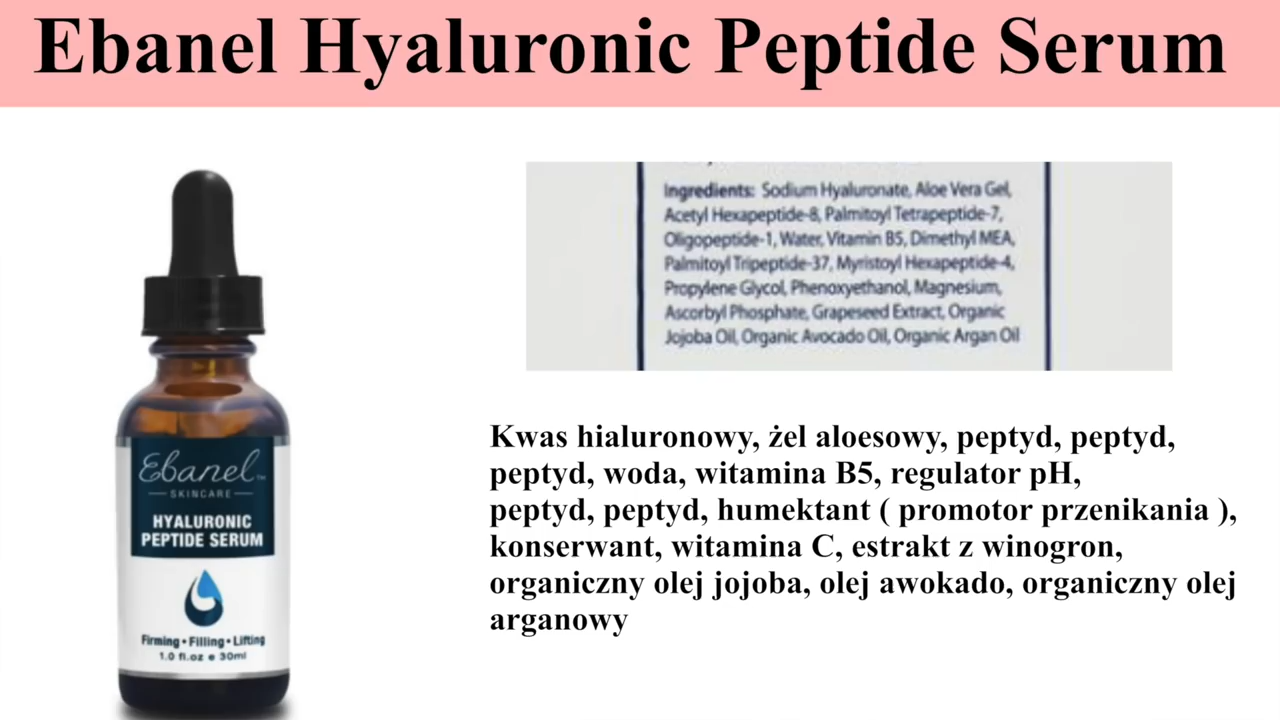 Ebanel Hyaluronic Peptide Serum
Ingredients: Sodium Hyaluronate, Aloe Vera Gel,
Acetyl Hexapeptide-8, Palmitoyl Tetrapeptide-7,
Oligopeptide-1, Water, Vitamin B5, Dimethyl MEA,
Palmitoyl Tripeptide-37, Myristoyl Hexapeptide-4,
Propylene Glycol, Phenoxyethanol, Magnesium,
Ascorbyl Phosphate, Grapeseed Extract, Organic
Jojoba Oil, Organic Avocado Oil, Organic Argan Oil
Kwas hialuronowy, żel aloesowy, peptyd, peptyd,
peptyd, woda, witamina B5, regulator pH,
peptyd, peptyd, humektant ( promotor przenikania ),
konserwant, witamina C, estrakt z winogron,
organiczny olej jojoba, olej awokado, organiczny olej
arganowy
Ebanel™
SKINCARE
HYALURONIC
PEPTIDE SERUM
Firming • Filling • Lifting
1.0 fl.oz e 30ml